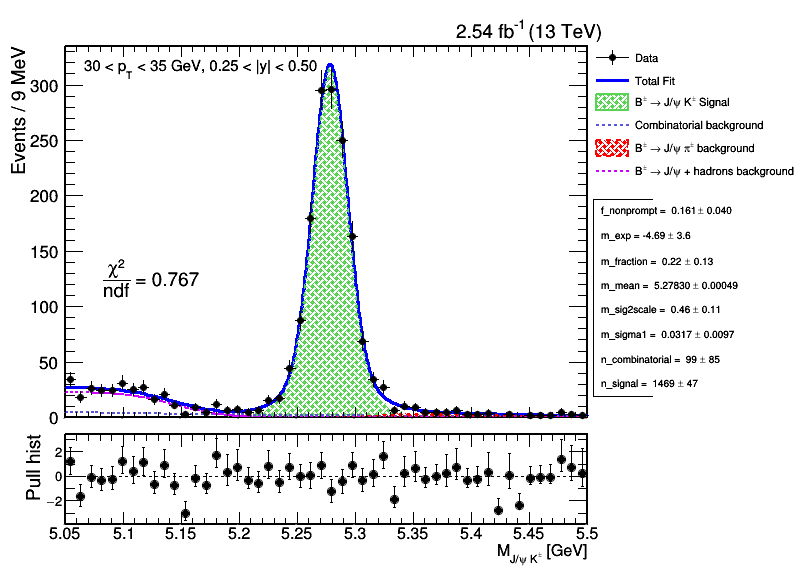 2.54 fb⁻¹ (13 TeV)
Events / 9 MeV
30 < p_T < 35 GeV, 0.25 < |y| < 0.50
300
250
200
150
100
50
0
χ²/ndf = 0.767
Data
Total Fit
B± → J/ψ K± Signal
Combinatorial background
B± → J/ψ π± background
B± → J/ψ + hadrons background
f_nonprompt = 0.161 ± 0.040
m_exp = -4.69 ± 3.6
m_fraction = 0.22 ± 0.13
m_mean = 5.27830 ± 0.00049
m_sig2scale = 0.46 ± 0.11
m_sigma1 = 0.0317 ± 0.0097
n_combinatorial = 99 ± 85
n_signal = 1469 ± 47
Pull hist
2
0
−2
5.05 5.1 5.15 5.2 5.25 5.3 5.35 5.4 5.45 5.5
M_J/ψ K± [GeV]